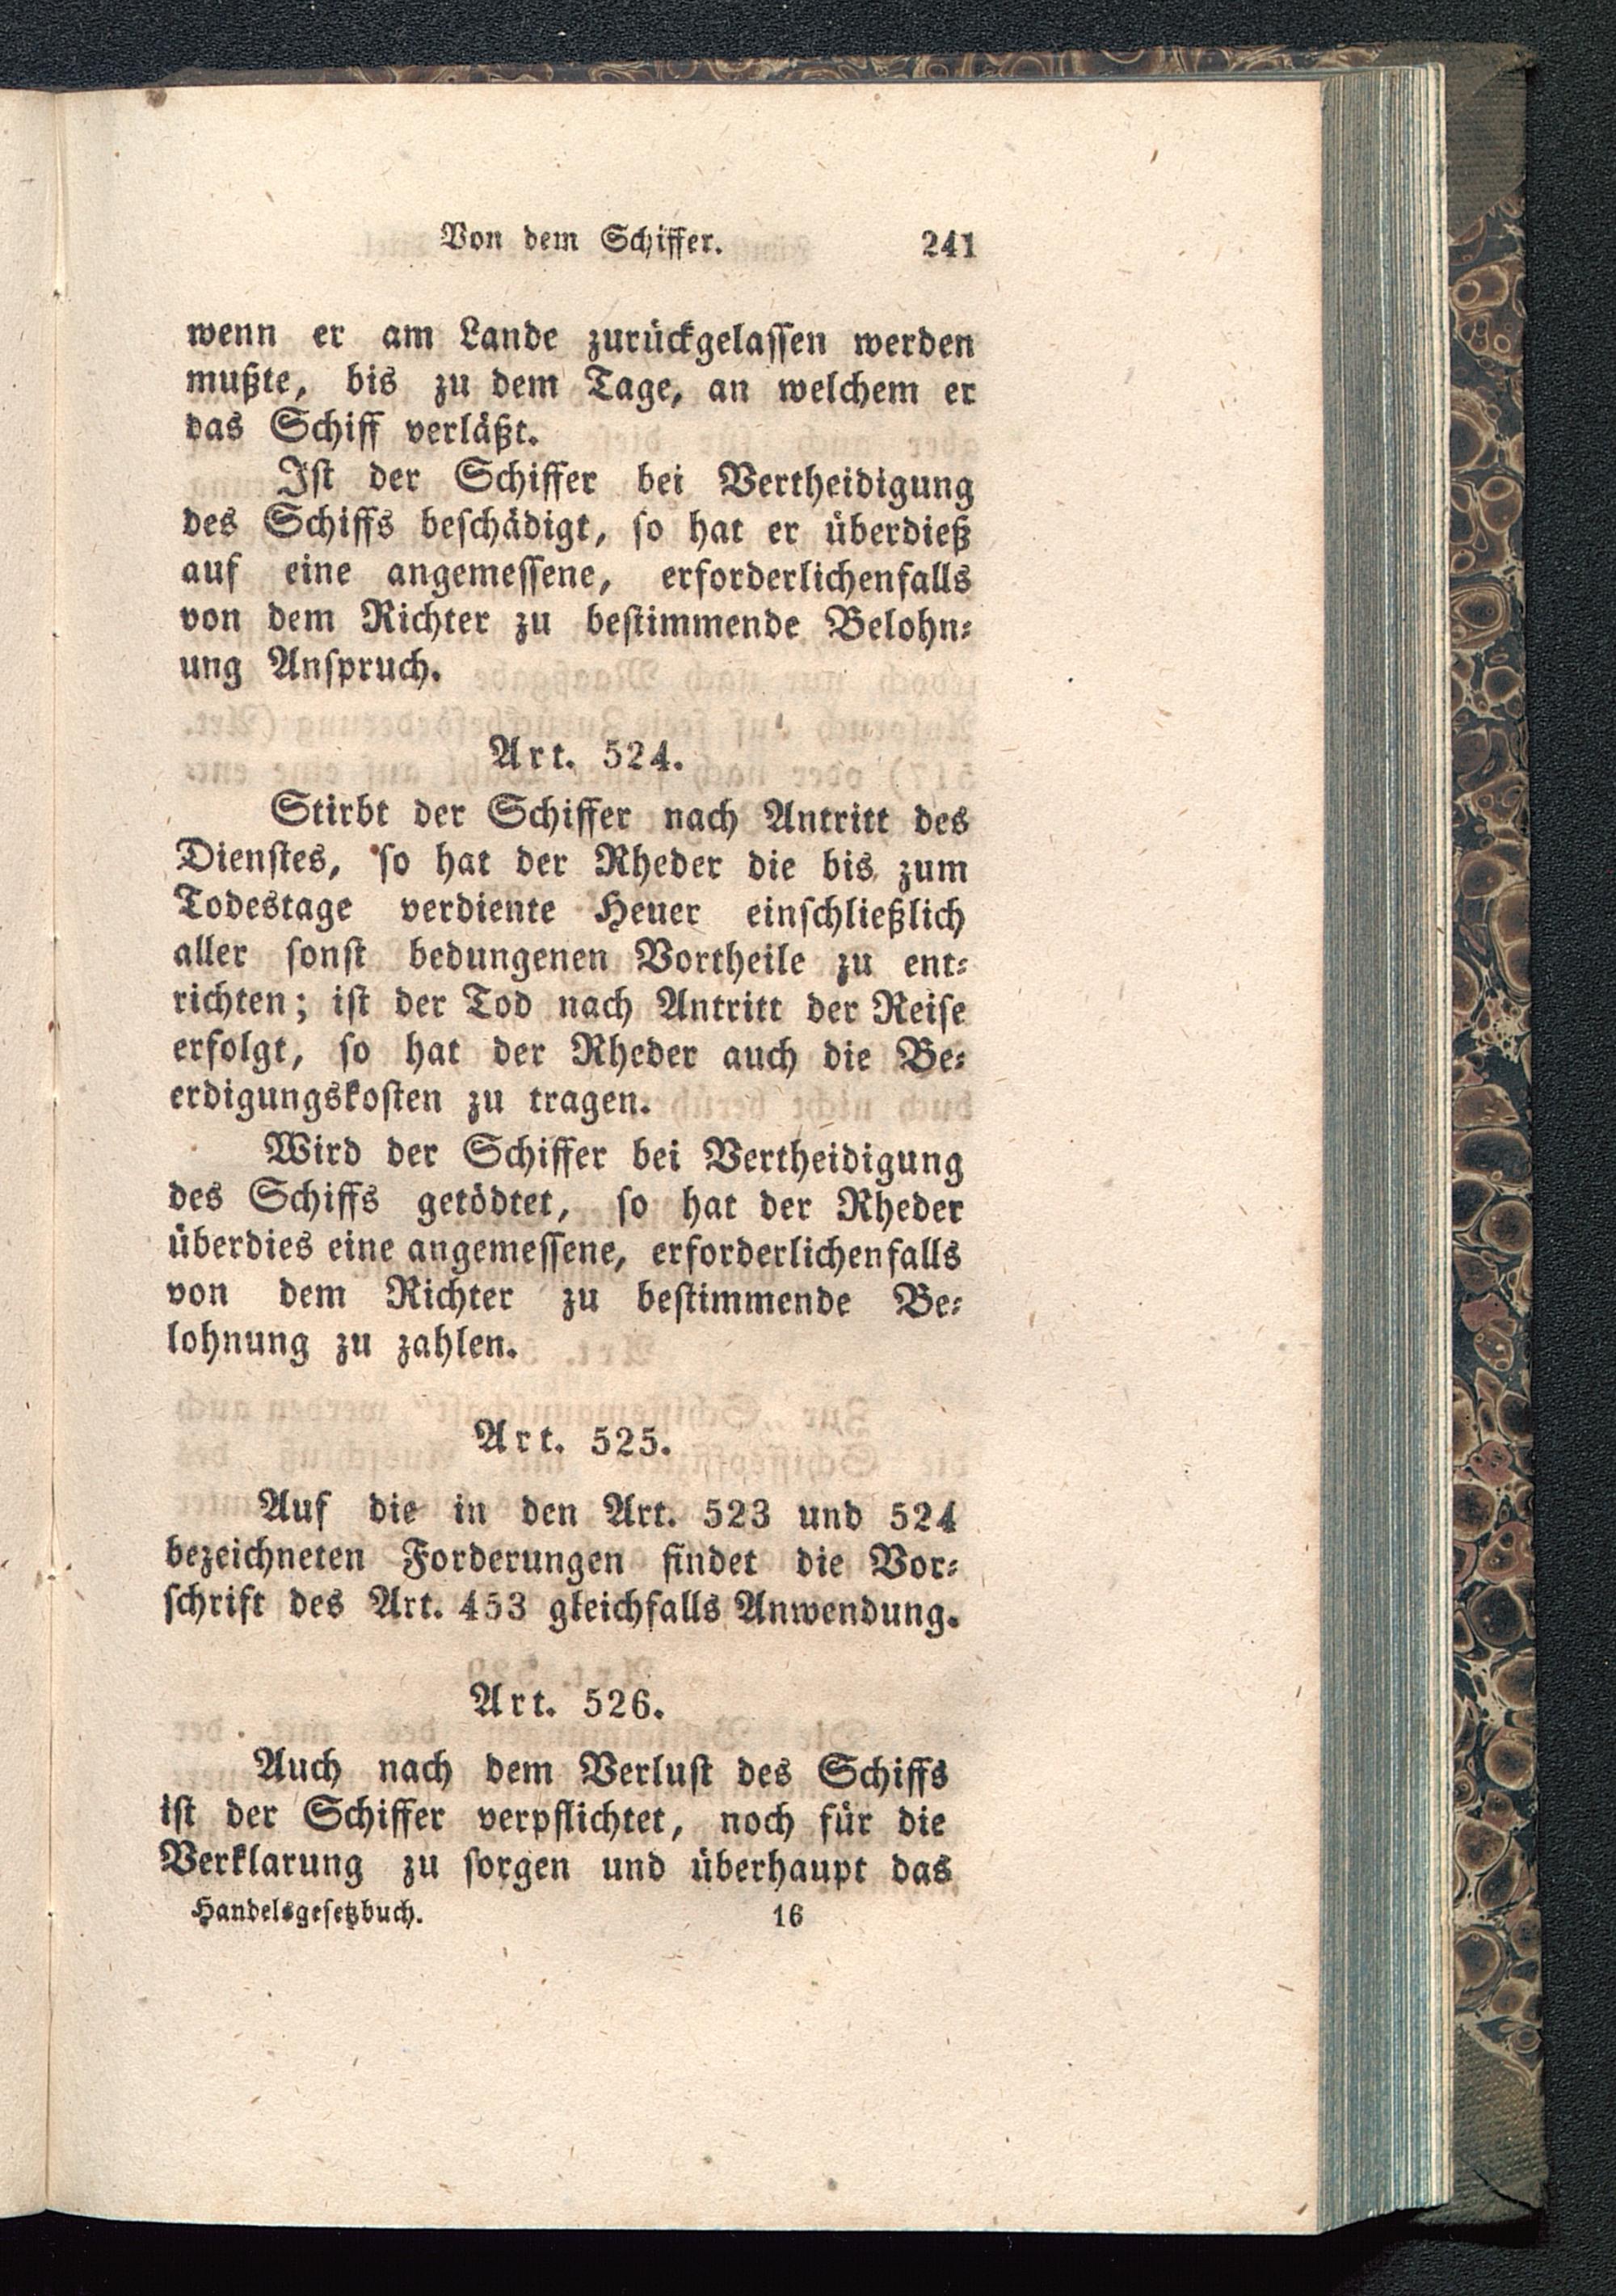 Von dem Schiffer. 241
wenn er am Lande zurückgelaſſen werden
mußte, bis zu dem Tage, an welchem er
das Schiff verläßt.
Iſt der Schiffer bei Vertheidigung
des Schiffs beſchädigt, ſo hat er überdieß
auf eine angemeſſene, erforderlichenfalls
von dem Richter zu beſtimmende Belohn-
ung Anſpruch.
Art. 524.
Stirbt der Schiffer nach Antritt des
Dienſtes, ſo hat der Rheder die bis zum
Todestage verdiente Heuer einſchließlich
aller ſonſt bedungenen Vortheile zu ent-
richten; iſt der Tod nach Antritt der Reiſe
erfolgt, ſo hat der Rheder auch die Be-
erdigungskoſten zu tragen.
Wird der Schiffer bei Vertheidigung
des Schiffs getödtet, ſo hat der Rheder
überdies eine angemeſſene, erforderlichenfalls
von dem Richter zu beſtimmende Be-
lohnung zu zahlen.
Art. 525.
Auf die in den Art. 523 und 524
bezeichneten Forderungen findet die Vor-
ſchrift des Art. 453 gleichfalls Anwendung.
Art. 526.
Auch nach dem Verluſt des Schiffs
iſt der Schiffer verpflichtet, noch für die
Verklarung zu ſorgen und überhaupt das
Handelsgeſetzbuch. 16